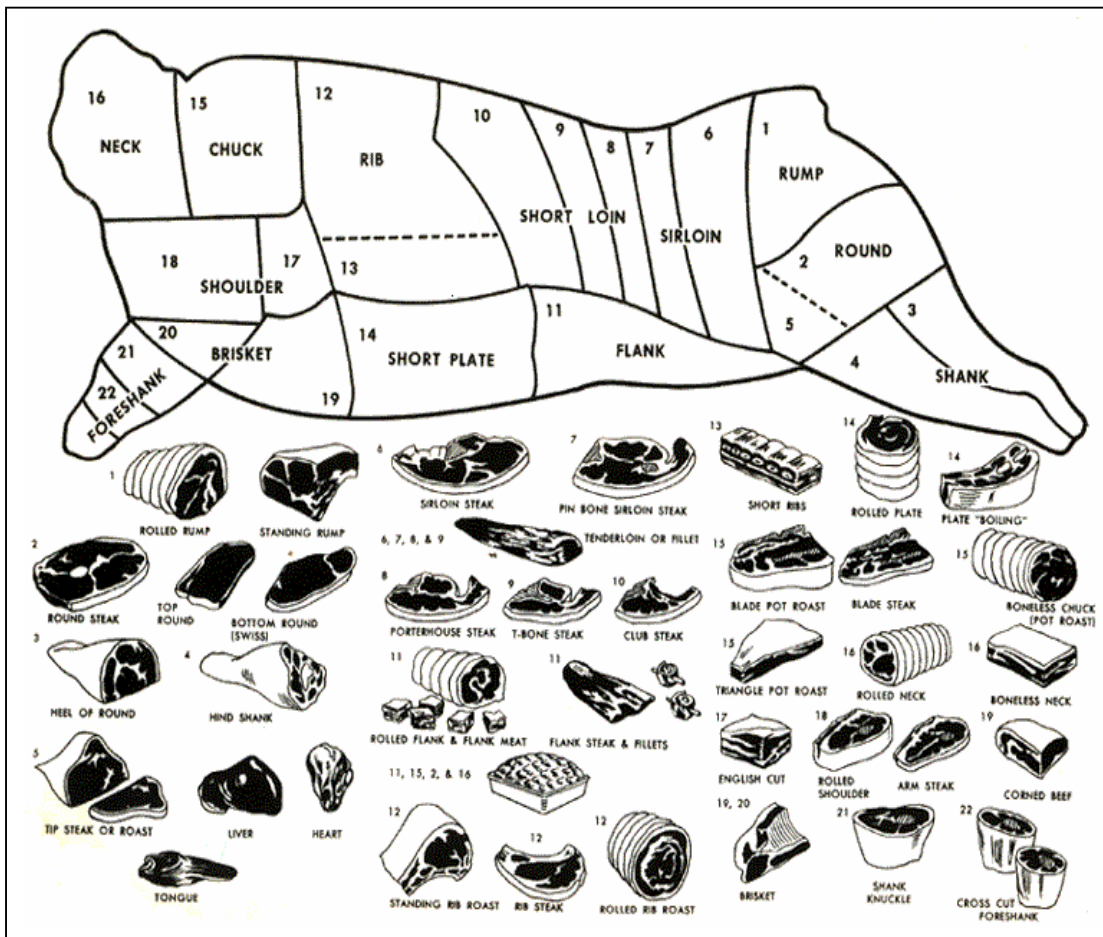 16
NECK
15
CHUCK
12
RIB
10
9
8
7
6
1
RUMP
SHORT LOIN
SIRLOIN
2
ROUND
18
17
SHOULDER
13
5
3
4
SHANK
20
BRISKET
19
14
SHORT PLATE
11
FLANK
21
22
FORESHANK
1
ROLLED RUMP
STANDING RUMP
6
SIRLOIN STEAK
7
PIN BONE SIRLOIN STEAK
13
SHORT RIBS
14
ROLLED PLATE
14
PLATE "BOILING"
2
ROUND STEAK
TOP
ROUND
BOTTOM ROUND
(SWISS)
6, 7, 8, & 9
TENDERLOIN OR FILLET
8
PORTERHOUSE STEAK
9
T-BONE STEAK
10
CLUB STEAK
15
BLADE POT ROAST
BLADE STEAK
15
BONELESS CHUCK
(POT ROAST)
3
HEEL OF ROUND
4
HIND SHANK
11
ROLLED FLANK & FLANK MEAT
11
FLANK STEAK & FILLETS
15
TRIANGLE POT ROAST
16
ROLLED NECK
16
BONELESS NECK
5
TIP STEAK OR ROAST
LIVER
HEART
11, 15, 2, & 16
17
ENGLISH CUT
18
ROLLED
SHOULDER
ARM STEAK
19
CORNED BEEF
TONGUE
12
STANDING RIB ROAST
12
RIB STEAK
12
ROLLED RIB ROAST
19, 20
BRISKET
21
SHANK
KNUCKLE
22
CROSS CUT
FORESHANK